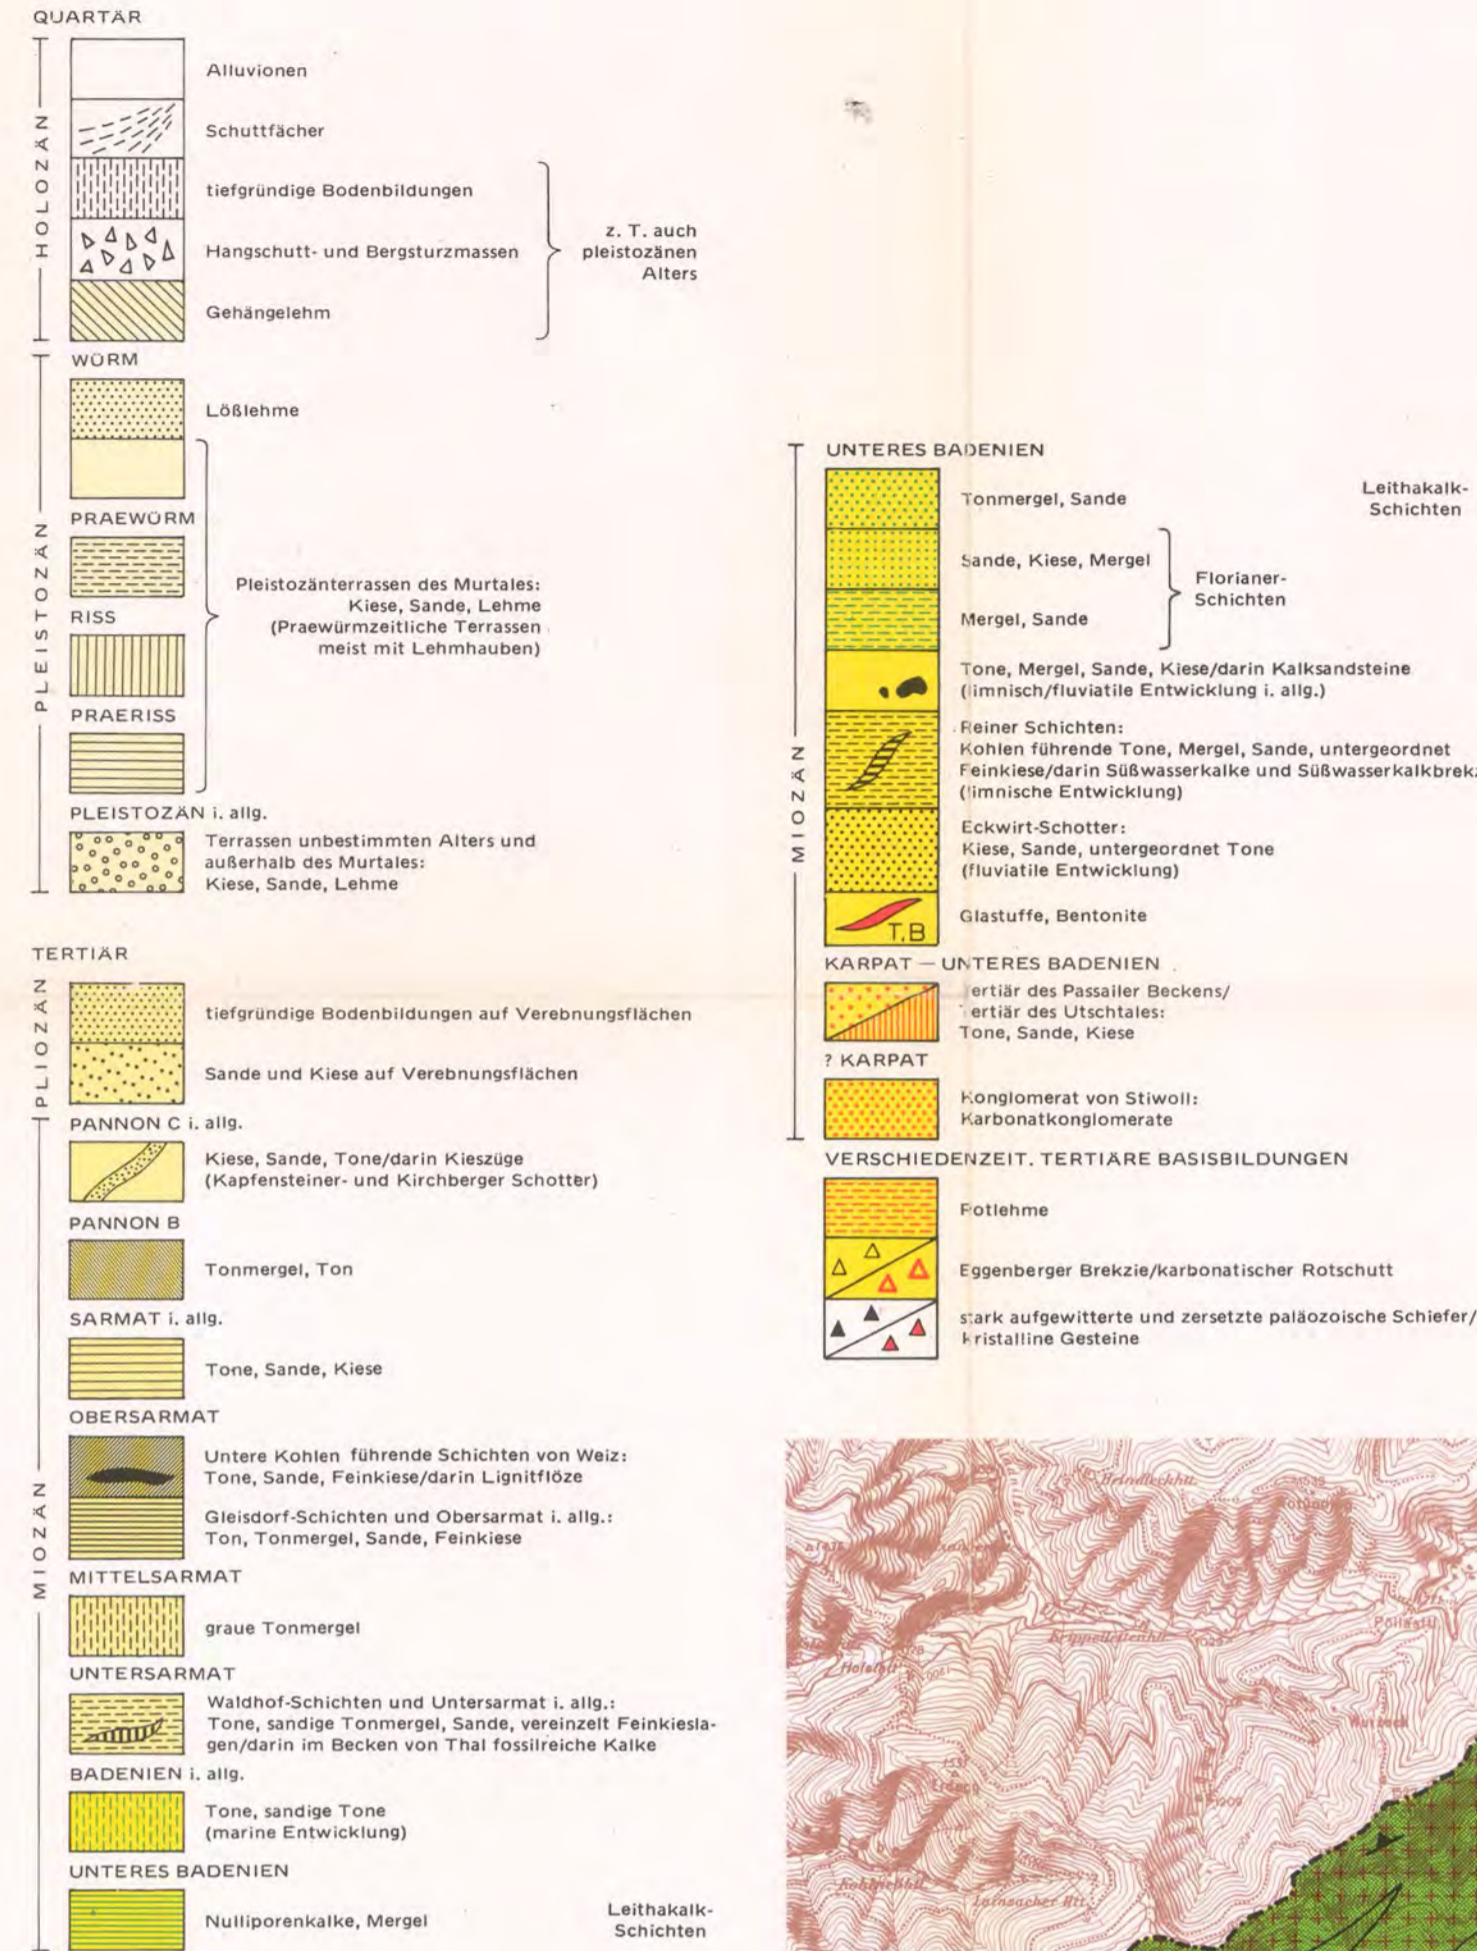 QUARTÄR
HOLOZÄN
Alluvionen
Schuttfächer
tiefgründige Bodenbildungen
Hangschutt- und Bergsturzmassen
Gehängelehm
z. T. auch
pleistozänen
Alters
PLEISTOZÄN
WÜRM
Lößlehme
PRAEWÜRM
RISS
PRAERISS
Pleistozänterrassen des Murtales:
Kiese, Sande, Lehme
(Praewürmzeitliche Terrassen
meist mit Lehmhauben)
PLEISTOZÄN i. allg.
Terrassen unbestimmten Alters und
außerhalb des Murtales:
Kiese, Sande, Lehme
TERTIÄR
PLIOZÄN
tiefgründige Bodenbildungen auf Verebnungsflächen
Sande und Kiese auf Verebnungsflächen
MIOZÄN
PANNON C i. allg.
Kiese, Sande, Tone/darin Kieszüge
(Kapfensteiner- und Kirchberger Schotter)
PANNON B
Tonmergel, Ton
SARMAT i. allg.
Tone, Sande, Kiese
OBERSARMAT
Untere Kohlen führende Schichten von Weiz:
Tone, Sande, Feinkiese/darin Lignitflöze
Gleisdorf-Schichten und Obersarmat i. allg.:
Ton, Tonmergel, Sande, Feinkiese
MITTELSARMAT
graue Tonmergel
UNTERSARMAT
Waldhof-Schichten und Untersarmat i. allg.:
Tone, sandige Tonmergel, Sande, vereinzelt Feinkiesla-
gen/darin im Becken von Thal fossilreiche Kalke
BADENIEN i. allg.
Tone, sandige Tone
(marine Entwicklung)
UNTERES BADENIEN
Nulliporenkalke, Mergel
Leithakalk-
Schichten
MIOZÄN
UNTERES BADENIEN
Tonmergel, Sande
Leithakalk-
Schichten
Sande, Kiese, Mergel
Mergel, Sande
Florianer-
Schichten
Tone, Mergel, Sande, Kiese/darin Kalksandsteine
(limnisch/fluviatile Entwicklung i. allg.)
Reiner Schichten:
Kohlen führende Tone, Mergel, Sande, untergeordnet
Feinkiese/darin Süßwasserkalke und Süßwasserkalkbrekz
(limnische Entwicklung)
Eckwirt-Schotter:
Kiese, Sande, untergeordnet Tone
(fluviatile Entwicklung)
T.B
Glastuffe, Bentonite
KARPAT — UNTERES BADENIEN
Tertiär des Passailer Beckens/
Tertiär des Utschtales:
Tone, Sande, Kiese
? KARPAT
Konglomerat von Stiwoll:
Karbonatkonglomerate
VERSCHIEDENZEIT. TERTIÄRE BASISBILDUNGEN
Rotlehme
Eggenberger Brekzie/karbonatischer Rotschutt
stark aufgewitterte und zersetzte paläozoische Schiefer/
kristalline Gesteine
1029
1537
1209